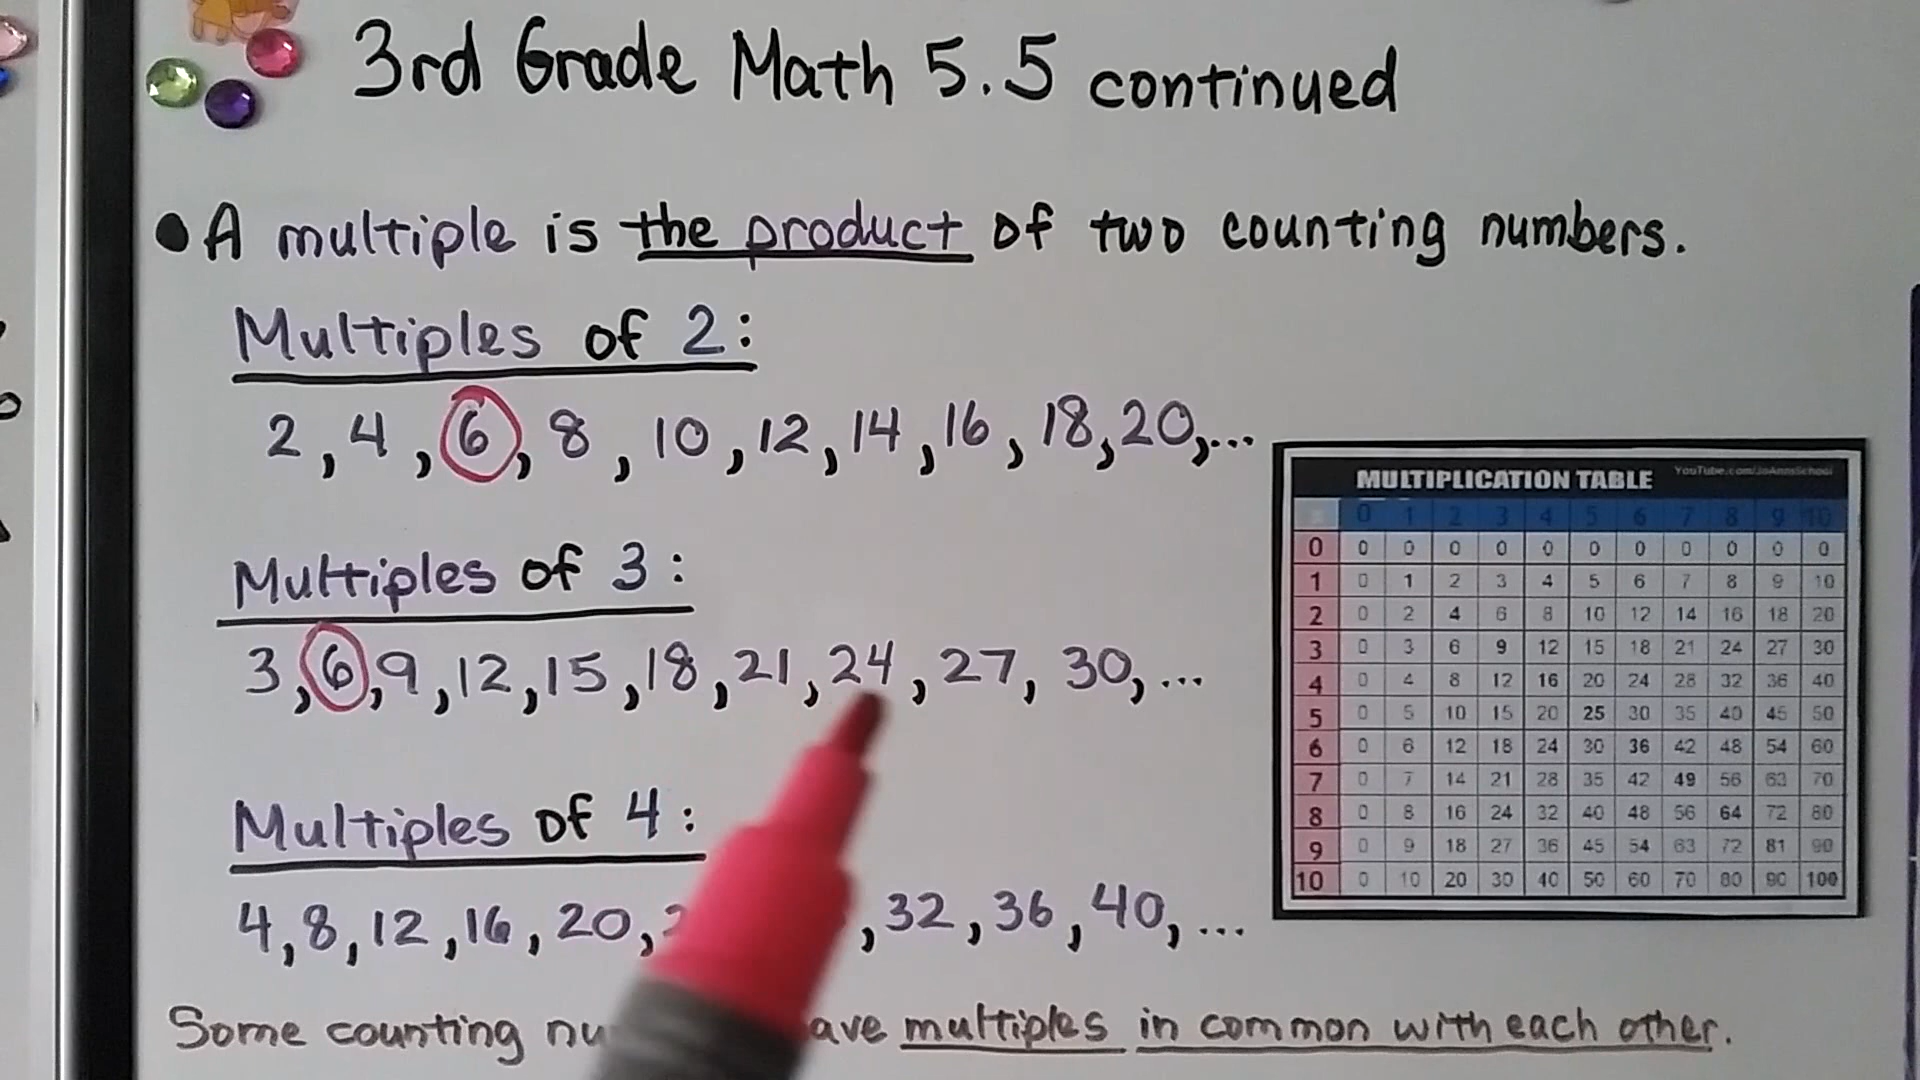 3rd Grade Math 5.5 continued
• A multiple is the product of two counting numbers.
Multiples of 2:
2, 4, 6, 8, 10, 12, 14, 16, 18, 20, ...
Multiples of 3:
3, 6, 9, 12, 15, 18, 21, 24, 27, 30, ...
Multiples of 4:
4, 8, 12, 16, 20, , 32, 36, 40, ...
Some counting ave multiples in common with each other.
MULTIPLICATION TABLE YouTube.com/JoAnnsSchool
x 0 1 2 3 4 5 6 7 8 9 10
0 0 0 0 0 0 0 0 0 0 0 0
1 0 1 2 3 4 5 6 7 8 9 10
2 0 2 4 6 8 10 12 14 16 18 20
3 0 3 6 9 12 15 18 21 24 27 30
4 0 4 8 12 16 20 24 28 32 36 40
5 0 5 10 15 20 25 30 35 40 45 50
6 0 6 12 18 24 30 36 42 48 54 60
7 0 7 14 21 28 35 42 49 56 63 70
8 0 8 16 24 32 40 48 56 64 72 80
9 0 9 18 27 36 45 54 63 72 81 90
10 0 10 20 30 40 50 60 70 80 90 100